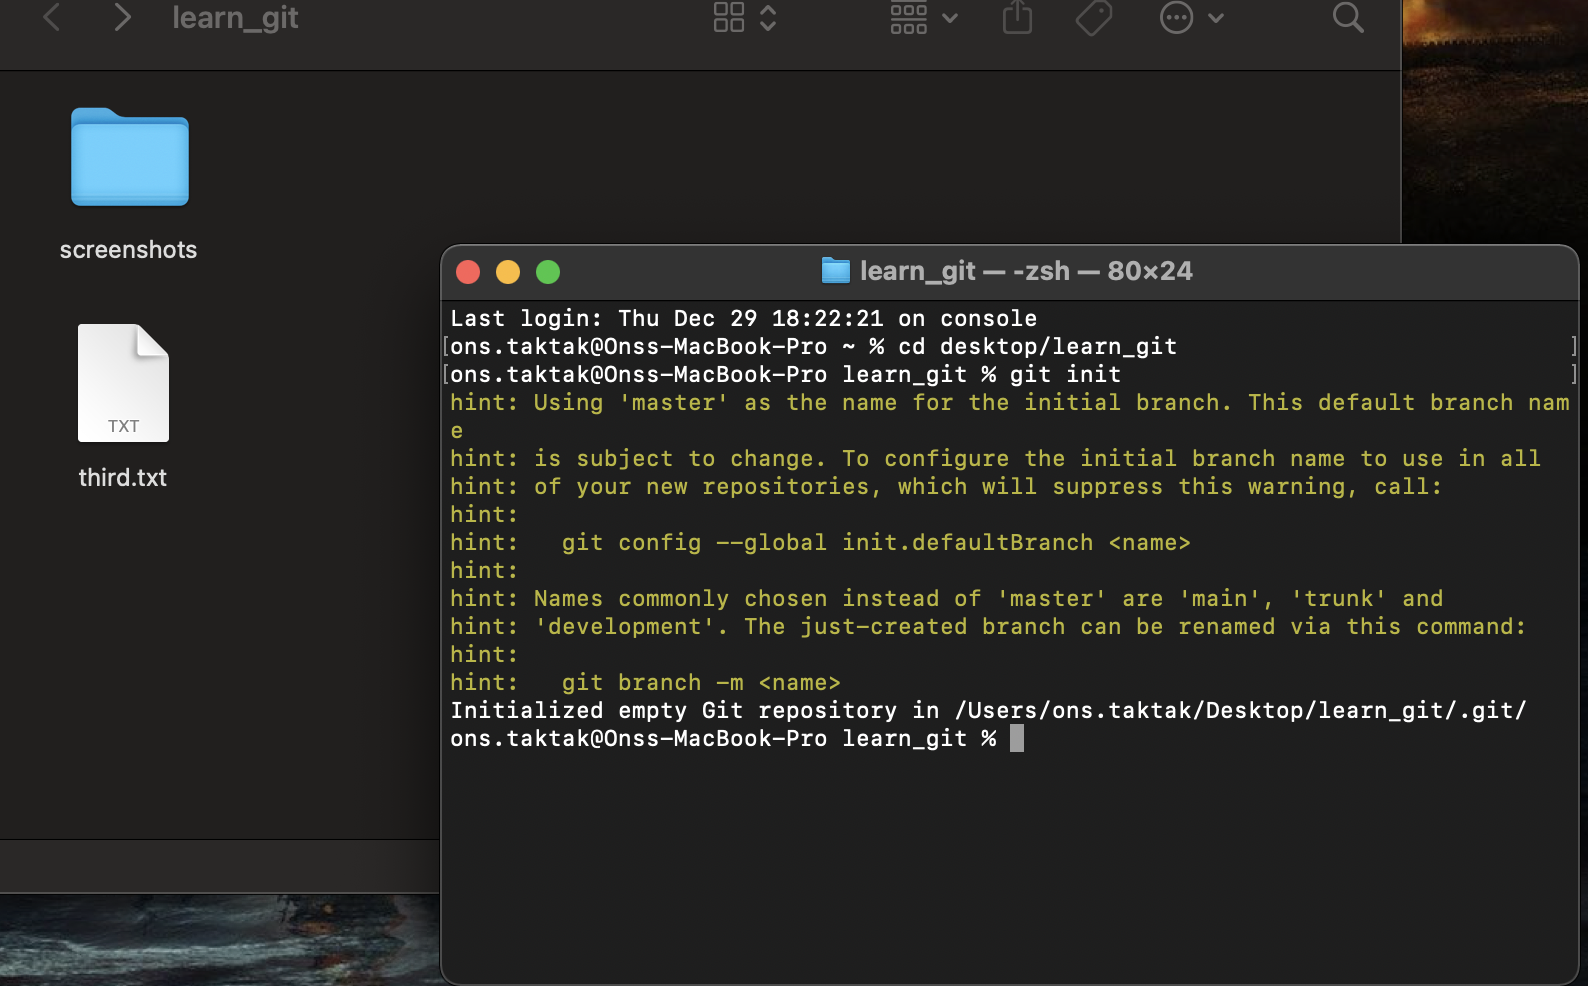 learn_git
screenshots
TXT
third.txt
learn_git — -zsh — 80×24
Last login: Thu Dec 29 18:22:21 on console
[ons.taktak@Onss-MacBook-Pro ~ % cd desktop/learn_git ]
[ons.taktak@Onss-MacBook-Pro learn_git % git init ]
hint: Using 'master' as the name for the initial branch. This default branch nam
e
hint: is subject to change. To configure the initial branch name to use in all
hint: of your new repositories, which will suppress this warning, call:
hint:
hint:   git config --global init.defaultBranch <name>
hint:
hint: Names commonly chosen instead of 'master' are 'main', 'trunk' and
hint: 'development'. The just-created branch can be renamed via this command:
hint:
hint:   git branch -m <name>
Initialized empty Git repository in /Users/ons.taktak/Desktop/learn_git/.git/
ons.taktak@Onss-MacBook-Pro learn_git %